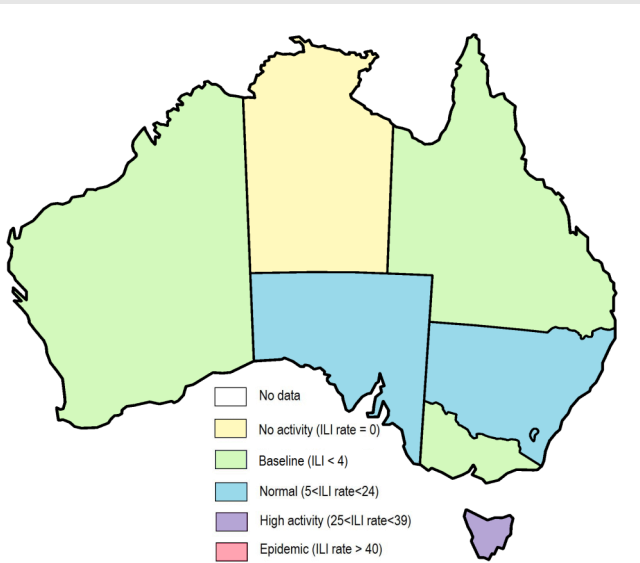 No data
No activity (ILI rate = 0)
Baseline (ILI < 4)
Normal (5<ILI rate<24)
High activity (25<ILI rate<39)
Epidemic (ILI rate > 40)